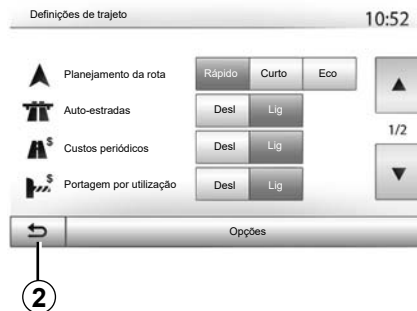 Definições de trajeto
10:52
Planejamento da rota
Rápido Curto Eco
Auto-estradas
Desl Lig
$
Custos periódicos
Desl Lig
1/2
$
Portagem por utilização
Desl Lig
Opções
2